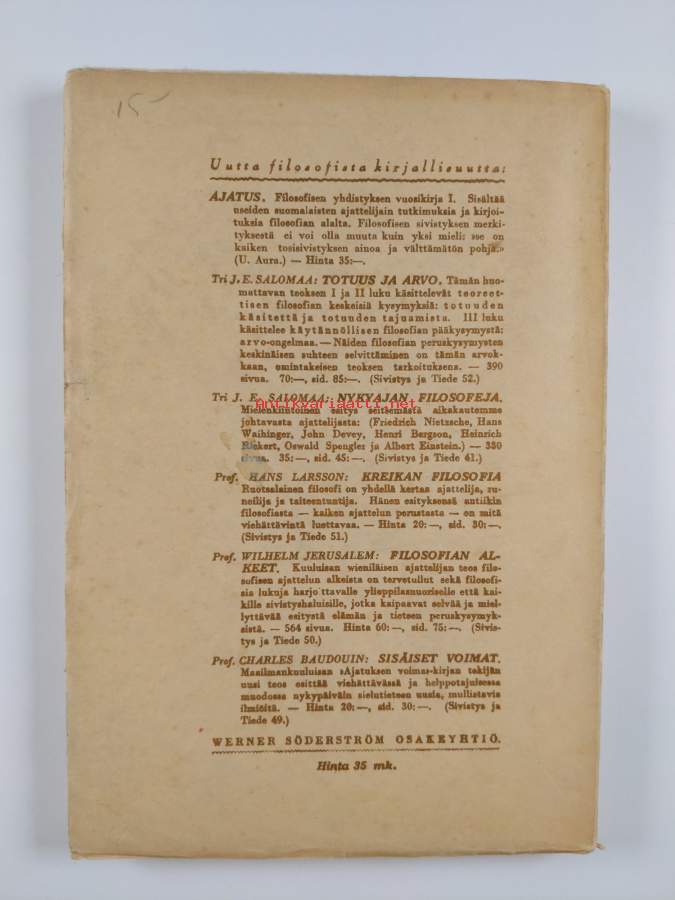 15-
Uutta filosofista kirjallisuutta:
AJATUS. Filosofisen yhdistyksen vuosikirja I. Sisältää
useiden suomalaisten ajattelijain tutkimuksia ja kirjoi-
tuksia filosofian alalta. Filosofisen sivistyksen merki-
tyksestä ei voi olla muuta kuin yksi mieli: »se on
kaiken tosisivistyksen ainoa ja välttämätön pohja.»
(U. Aura.) — Hinta 35:—.
Tri J. E. SALOMAA: TOTUUS JA ARVO. Tämän huo-
mattavan teoksen I ja II luku käsittelevät teoreet-
tisen filosofian keskeisiä kysymyksiä: totuuden
käsitettä ja totuuden tajuamista. III luku
käsittelee käytännöllisen filosofian pääkysymystä:
arvo-ongelmaa. — Näiden filosofian peruskysymysten
keskinäisen suhteen selvittäminen on tämän arvok-
kaan, omintakeisen teoksen tarkoituksena. — 390
sivua. 70:—, sid. 85:—. (Sivistys ja Tiede 52.)
Tri J. E. SALOMAA: NYKYAJAN FILOSOFEJA.
antikvariaatti.net
Mielenkiintoinen esitys seitsemästä aikakautemme
johtavasta ajattelijasta: (Friedrich Nietzsche, Hans
Waihinger, John Devey, Henri Bergson, Heinrich
Rickert, Oswald Spengler ja Albert Einstein.) — 380
sivua. 35:—, sid. 45:—. (Sivistys ja Tiede 41.)
Prof. HANS LARSSON: KREIKAN FILOSOFIA
Ruotsalainen filosofi on yhdellä kertaa ajattelija, ru-
noilija ja taiteentuntija. Hänen esityksensä antiikin
filosofiasta — kaiken ajattelun perustasta — on mitä
viehättävintä luettavaa. — Hinta 20:—, sid. 30:—.
(Sivistys ja Tiede 51.)
Prof. WILHELM JERUSALEM: FILOSOFIAN AL-
KEET. Kuuluisan wieniläisen ajattelijan teos filo-
sofisen ajattelun alkeista on tervetullut sekä filosofi-
sia lukuja harjottavalle ylioppilasnuorisolle että kai-
kille sivistyshaluisille, jotka kaipaavat selvää ja miel-
lyttävää esitystä elämän ja tieteen peruskysymyk-
sistä. — 564 sivua. Hinta 60:—, sid. 75:—. (Sivis-
tys ja Tiede 50.)
Prof. CHARLES BAUDOUIN: SISÄISET VOIMAT.
Maailmankuuluisan »Ajatuksen voima»-kirjan tekijän
uusi teos esittää viehättävässä ja helppotajuisessa
muodossa nykypäiväin sielutieteen uusia, mullistavia
ilmiöitä. — Hinta 20:—, sid. 30:—. (Sivistys ja
Tiede 49.)
WERNER SÖDERSTRÖM OSAKEYHTIÖ.
Hinta 35 mk.